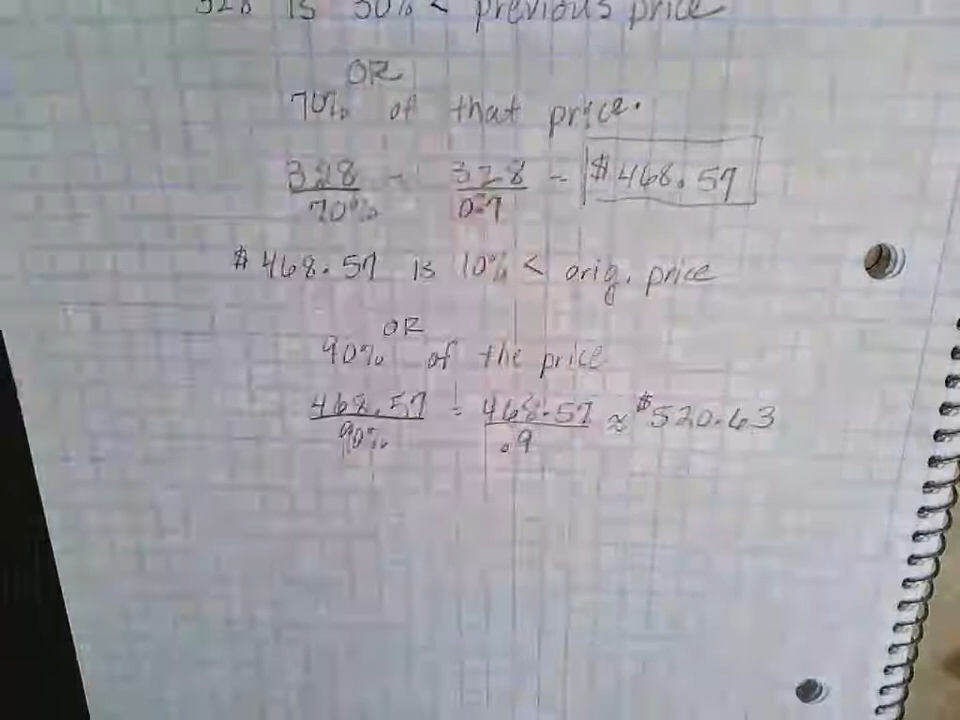 328 is 30% < previous price
OR
70% of that price.
328/70% = 328/0.7 = $468.57
$468.57 is 10% < orig. price
OR
90% of the price
468.57/90% = 468.57/.9 ≈ $520.63